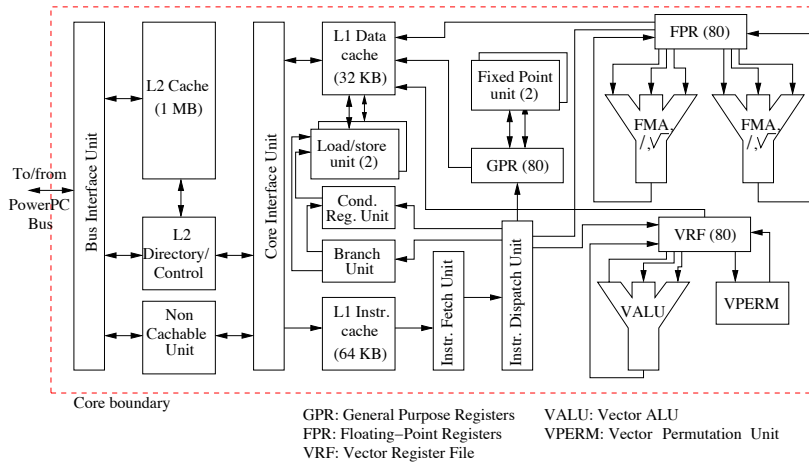 L2 Cache
(1 MB)
L1 Data
cache
(32 KB)
Fixed Point
unit (2)
FPR (80)
FMA,
/,√
FMA,
/,√
Load/store
unit (2)
GPR (80)
To/from
PowerPC
Bus
Bus Interface Unit
Core Interface Unit
Cond.
Reg. Unit
L2
Directory/
Control
Branch
Unit
Instr. Fetch Unit
Instr. Dispatch Unit
VRF (80)
VALU
VPERM
Non
Cachable
Unit
L1 Instr.
cache
(64 KB)
Core boundary
GPR: General Purpose Registers
FPR: Floating−Point Registers
VRF: Vector Register File
VALU: Vector ALU
VPERM: Vector Permutation Unit